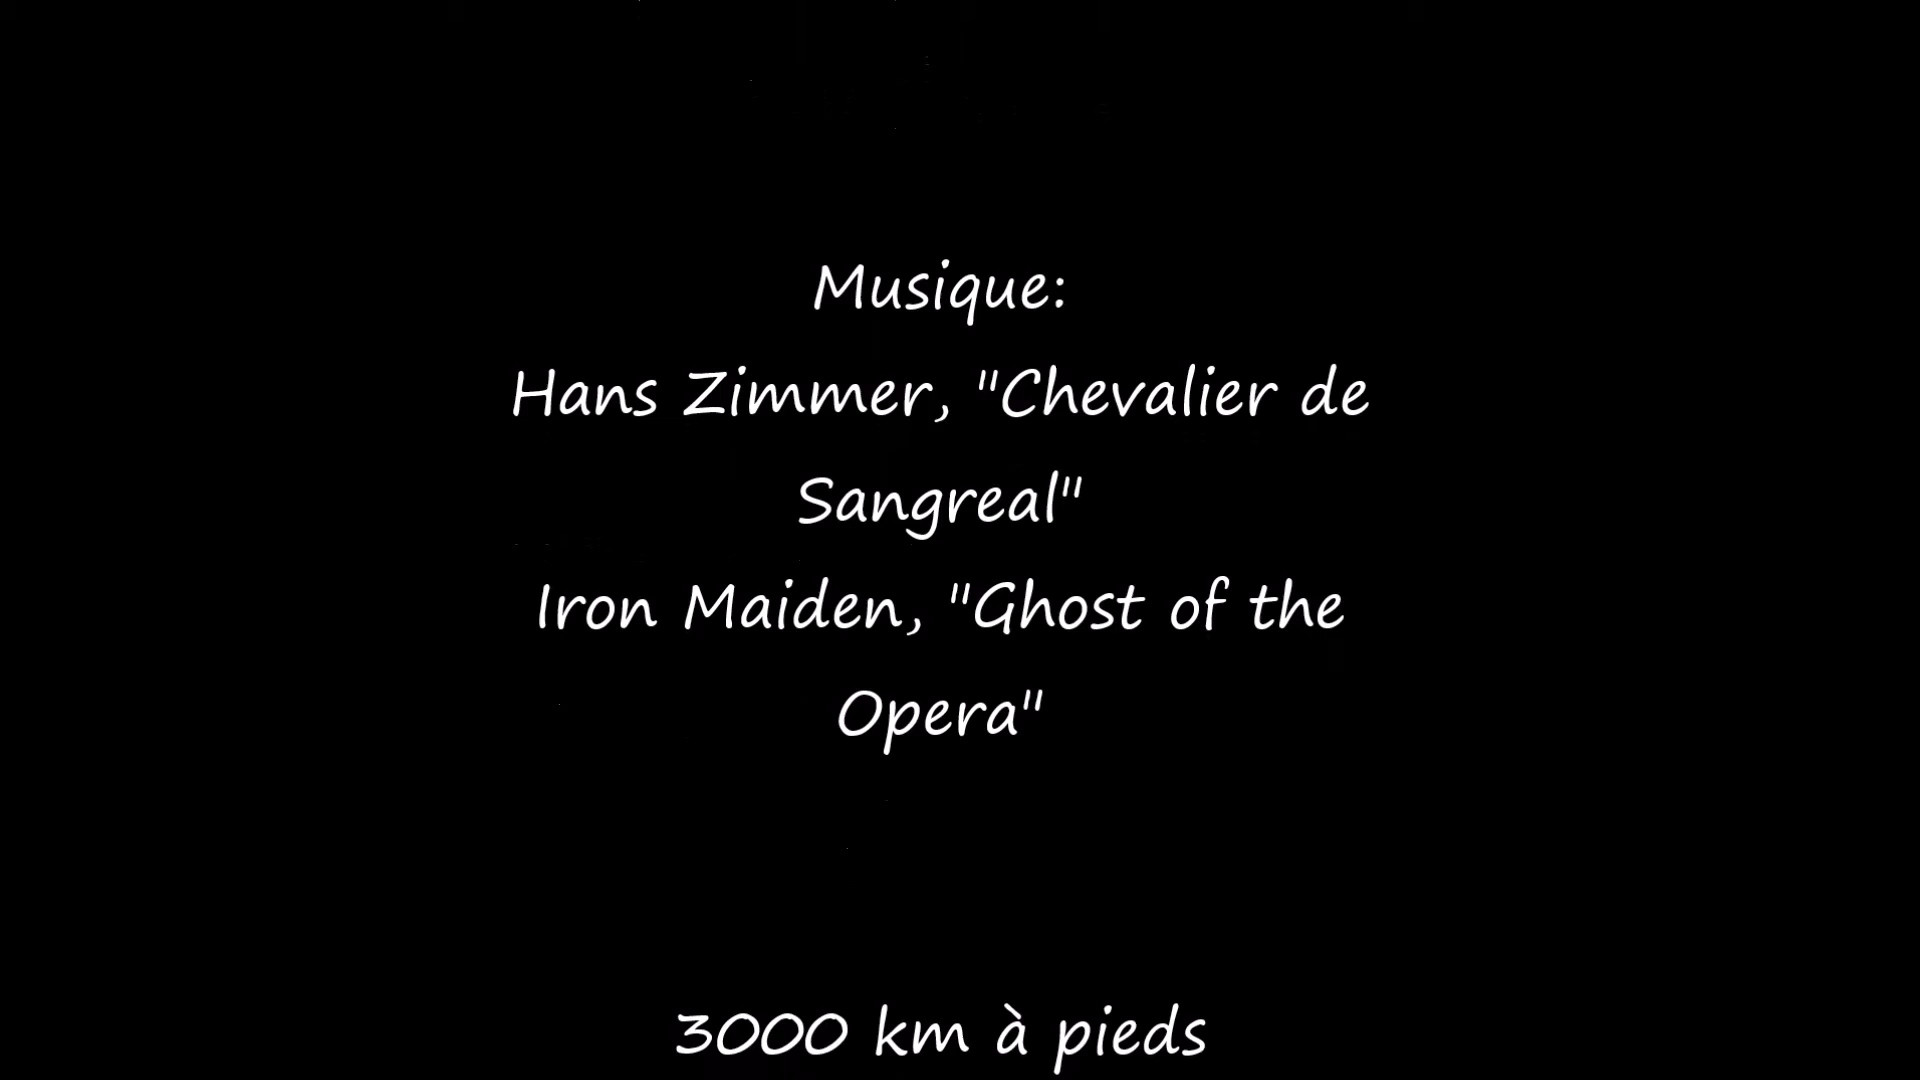 Musique:
Hans Zimmer, "Chevalier de
Sangreal"
Iron Maiden, "Ghost of the
Opera"
3000 km à pieds